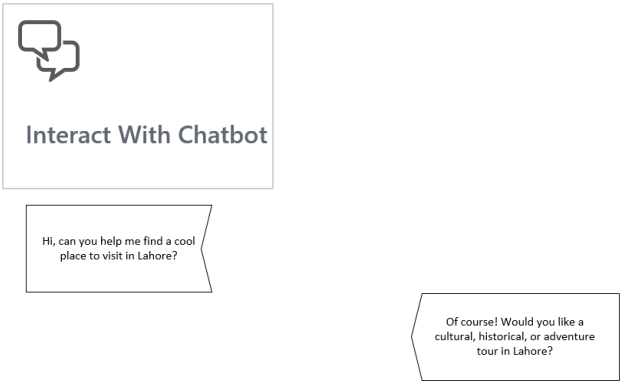 Interact With Chatbot
Hi, can you help me find a cool
place to visit in Lahore?
Of course! Would you like a
cultural, historical, or adventure
tour in Lahore?